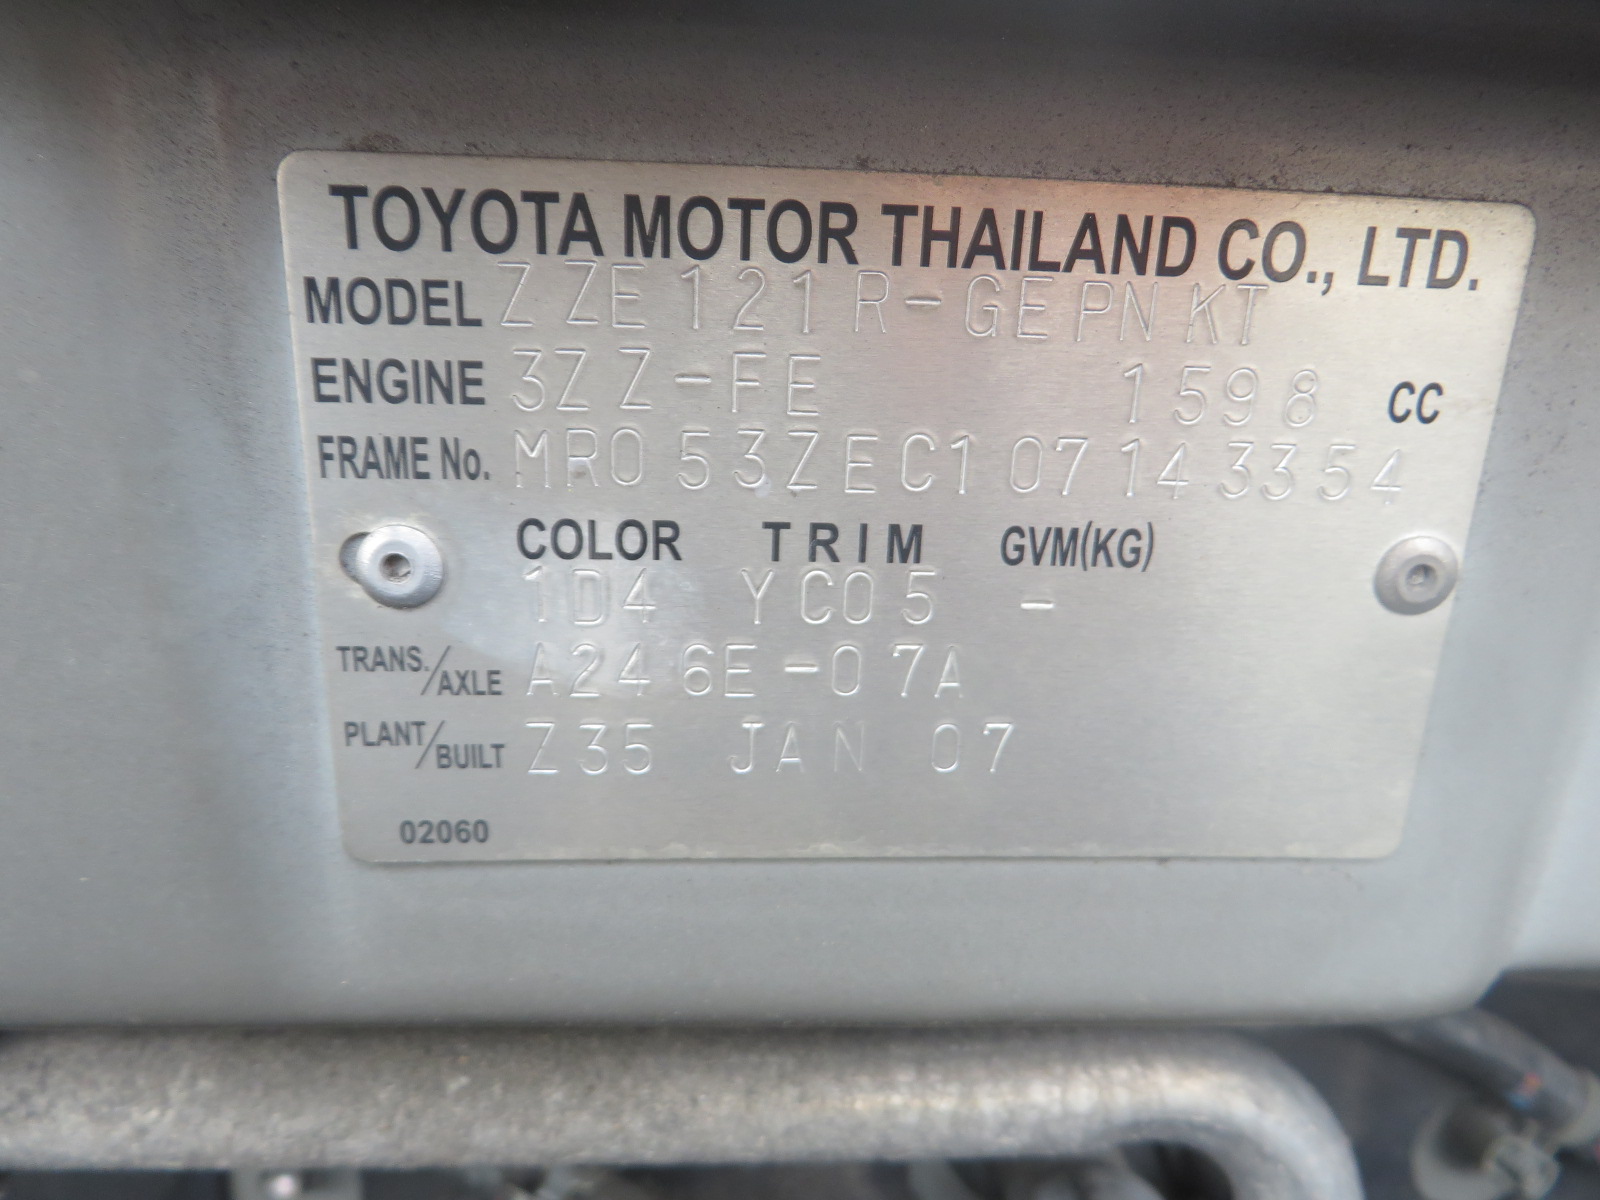 TOYOTA MOTOR THAILAND CO., LTD.
MODEL ZZE121R-GEPNKT
ENGINE 3ZZ-FE 1598 CC
FRAME No. MR053ZEC107143354
COLOR TRIM GVM(KG)
1D4 YC05 -
TRANS./AXLE A246E-07A
PLANT/BUILT Z35 JAN 07
02060